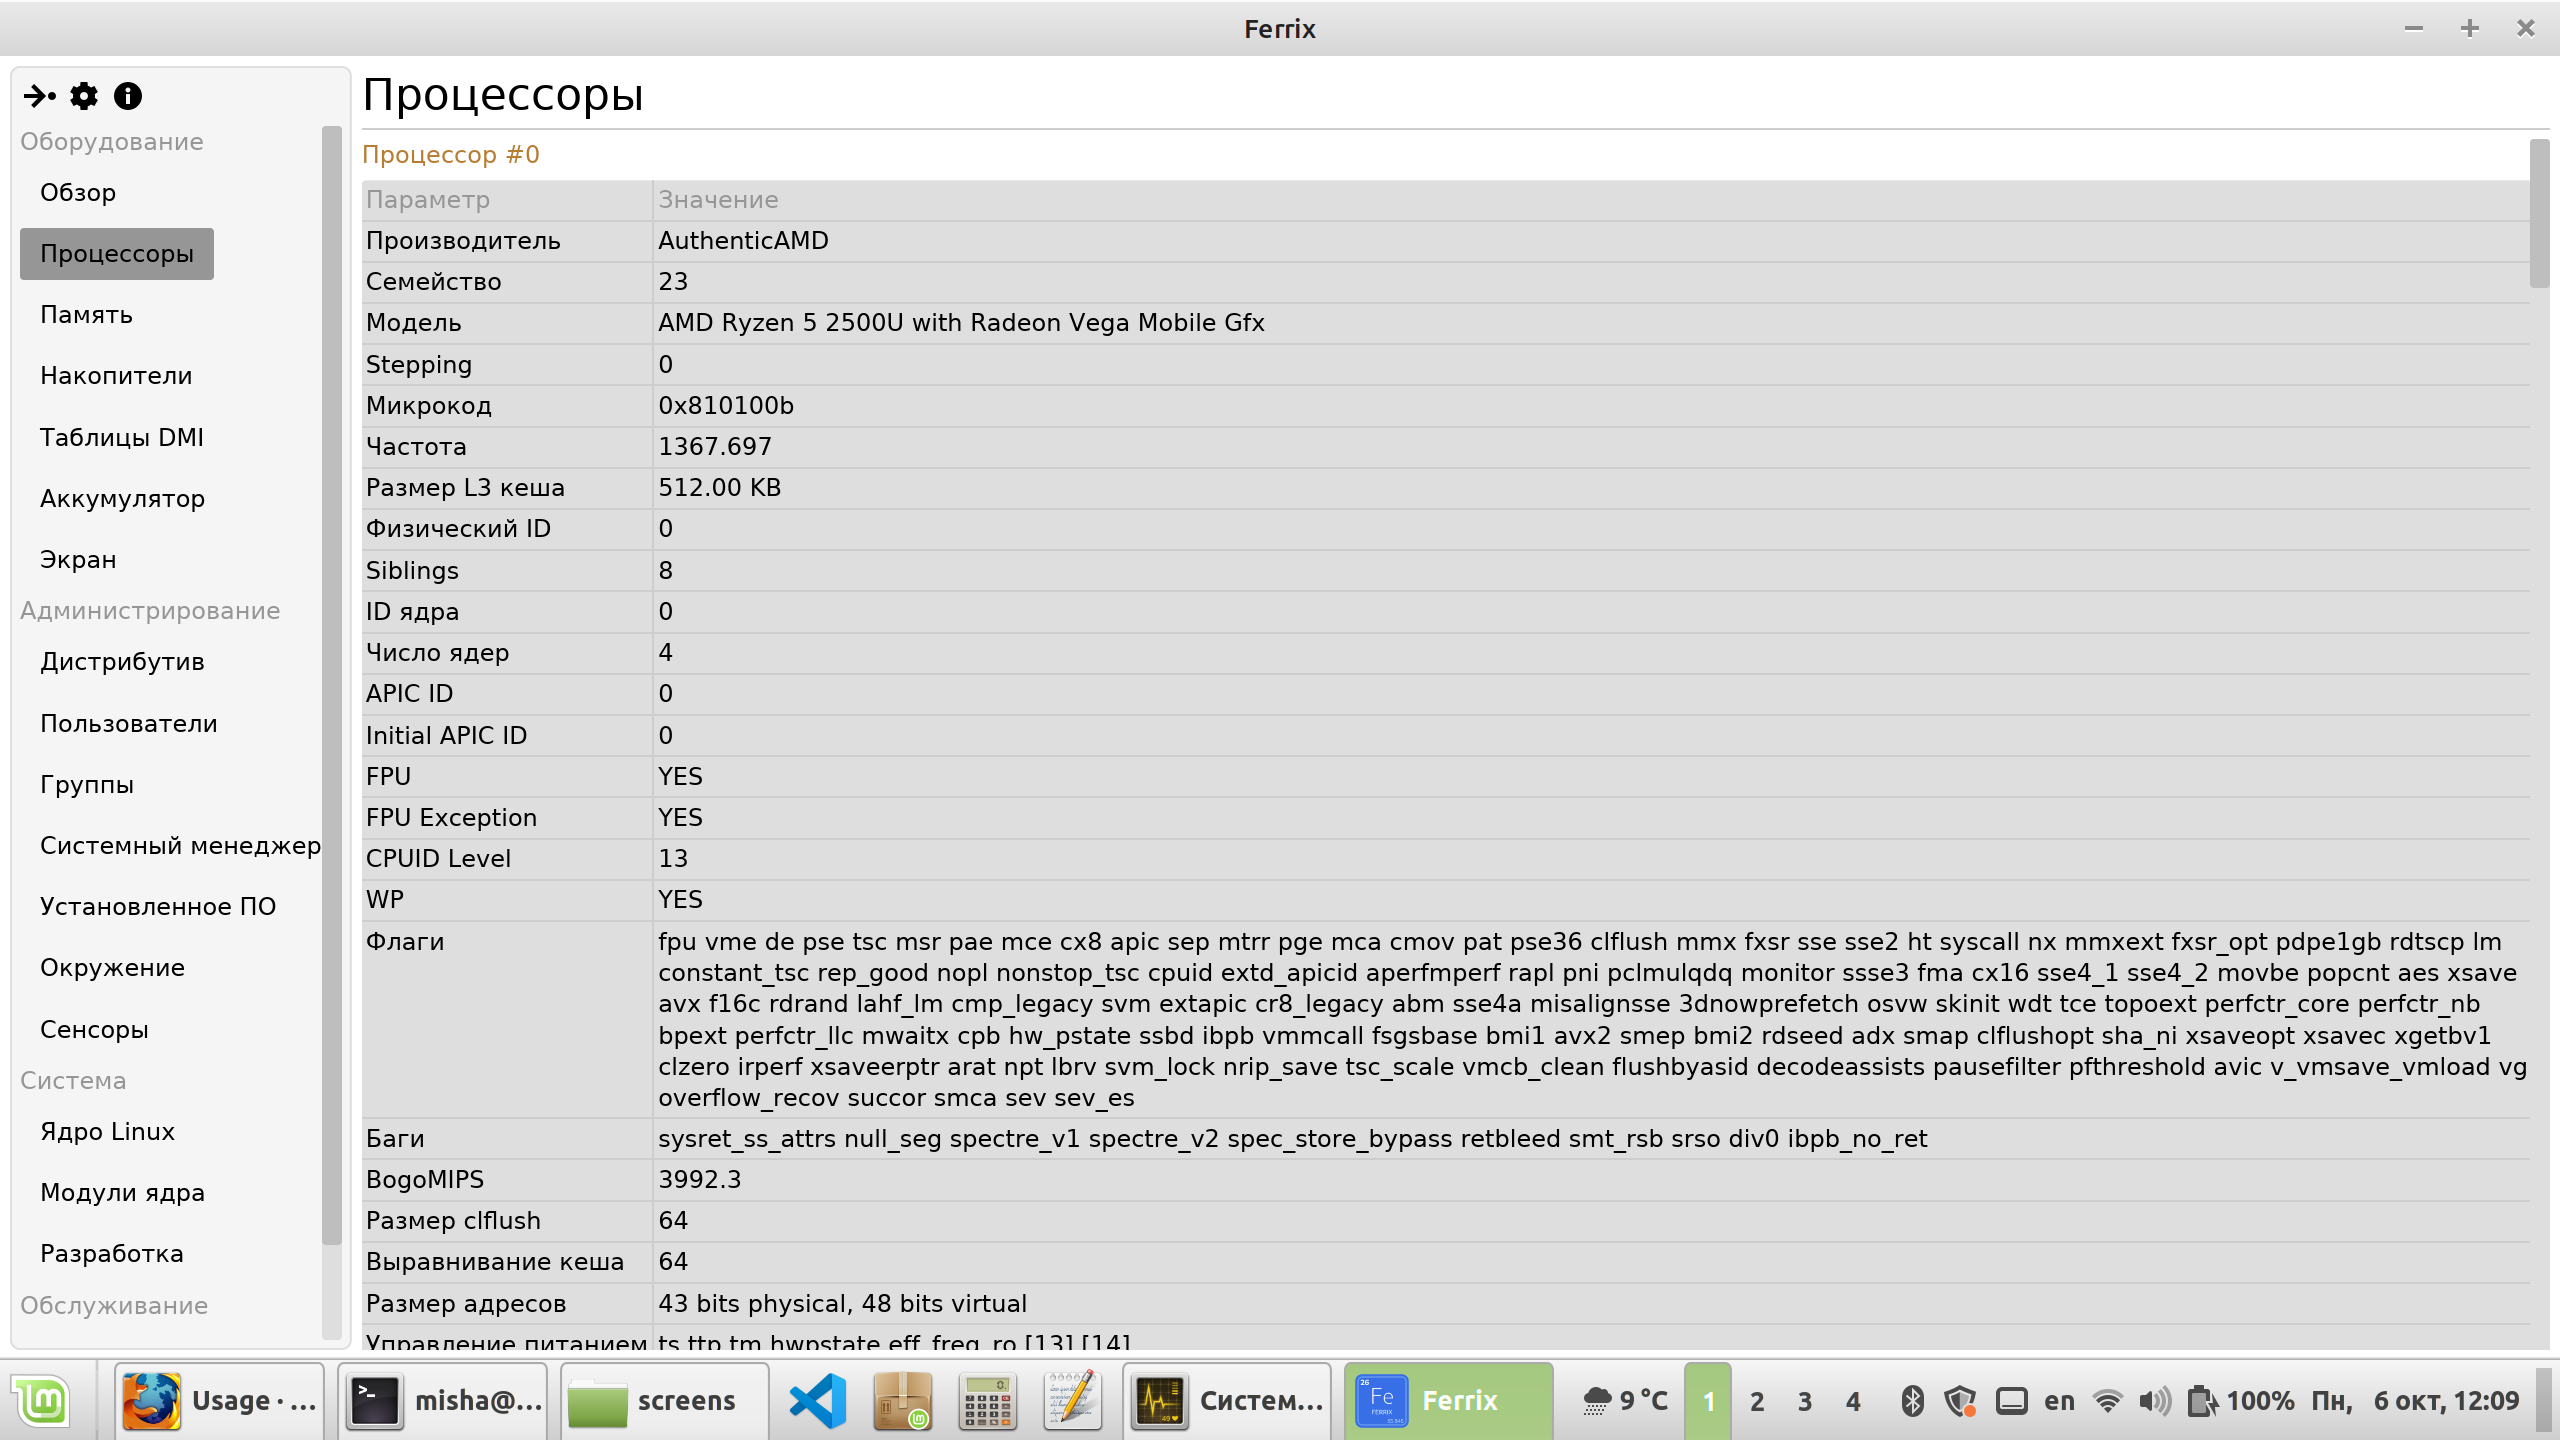 Ferrix
Оборудование
Обзор
Процессоры
Память
Накопители
Таблицы DMI
Аккумулятор
Экран
Администрирование
Дистрибутив
Пользователи
Группы
Системный менеджер
Установленное ПО
Окружение
Сенсоры
Система
Ядро Linux
Модули ядра
Разработка
Обслуживание
Процессоры
Процессор #0
Параметр Значение
Производитель AuthenticAMD
Семейство 23
Модель AMD Ryzen 5 2500U with Radeon Vega Mobile Gfx
Stepping 0
Микрокод 0x810100b
Частота 1367.697
Размер L3 кеша 512.00 KB
Физический ID 0
Siblings 8
ID ядра 0
Число ядер 4
APIC ID 0
Initial APIC ID 0
FPU YES
FPU Exception YES
CPUID Level 13
WP YES
Флаги fpu vme de pse tsc msr pae mce cx8 apic sep mtrr pge mca cmov pat pse36 clflush mmx fxsr sse sse2 ht syscall nx mmxext fxsr_opt pdpe1gb rdtscp lm
constant_tsc rep_good nopl nonstop_tsc cpuid extd_apicid aperfmperf rapl pni pclmulqdq monitor ssse3 fma cx16 sse4_1 sse4_2 movbe popcnt aes xsave
avx f16c rdrand lahf_lm cmp_legacy svm extapic cr8_legacy abm sse4a misalignsse 3dnowprefetch osvw skinit wdt tce topoext perfctr_core perfctr_nb
bpext perfctr_llc mwaitx cpb hw_pstate ssbd ibpb vmmcall fsgsbase bmi1 avx2 smep bmi2 rdseed adx smap clflushopt sha_ni xsaveopt xsavec xgetbv1
clzero irperf xsaveerptr arat npt lbrv svm_lock nrip_save tsc_scale vmcb_clean flushbyasid decodeassists pausefilter pfthreshold avic v_vmsave_vmload vg
overflow_recov succor smca sev sev_es
Баги sysret_ss_attrs null_seg spectre_v1 spectre_v2 spec_store_bypass retbleed smt_rsb srso div0 ibpb_no_ret
BogoMIPS 3992.3
Размер clflush 64
Выравнивание кеша 64
Размер адресов 43 bits physical, 48 bits virtual
Управление питанием ts ttp tm hwpstate eff_freq_ro [13] [14]
Usage · ... misha@... screens Систем... 26 Fe FERRIX Ferrix 9 °C 1 2 3 4 en 100% Пн, 6 окт, 12:09